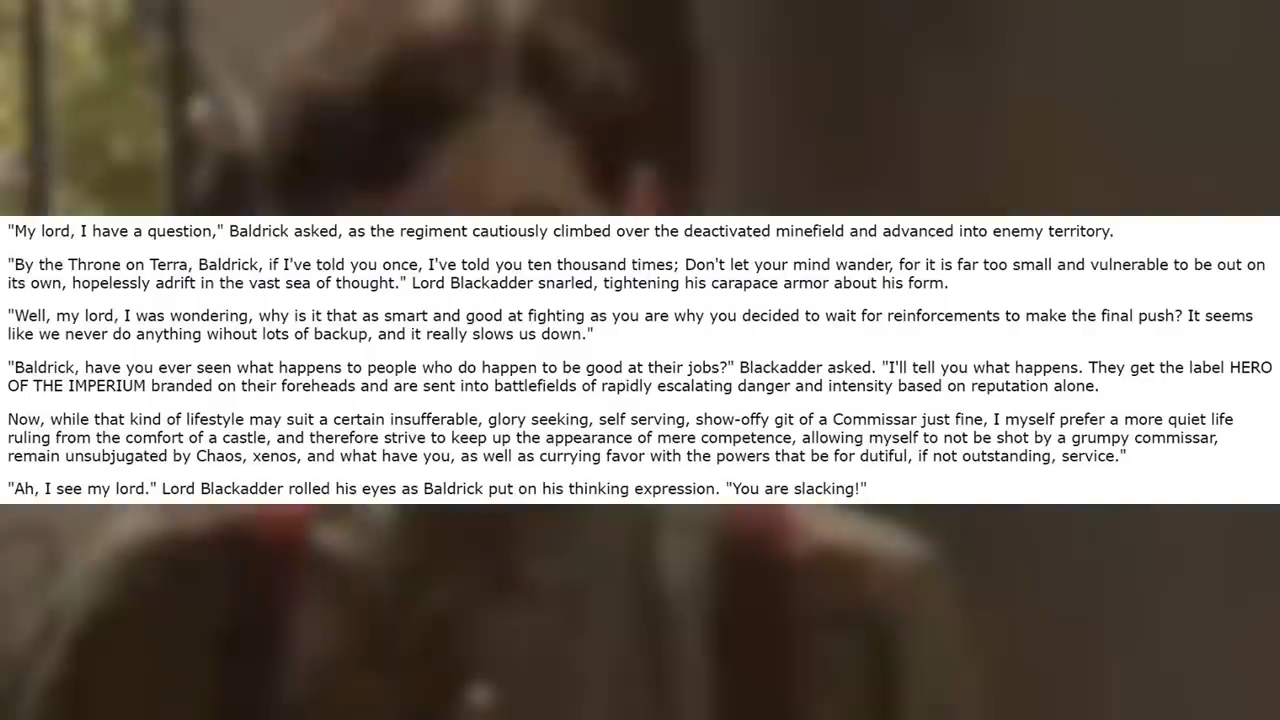 "My lord, I have a question," Baldrick asked, as the regiment cautiously climbed over the deactivated minefield and advanced into enemy territory.
"By the Throne on Terra, Baldrick, if I've told you once, I've told you ten thousand times; Don't let your mind wander, for it is far too small and vulnerable to be out on
its own, hopelessly adrift in the vast sea of thought." Lord Blackadder snarled, tightening his carapace armor about his form.
"Well, my lord, I was wondering, why is it that as smart and good at fighting as you are why you decided to wait for reinforcements to make the final push? It seems
like we never do anything wihout lots of backup, and it really slows us down."
"Baldrick, have you ever seen what happens to people who do happen to be good at their jobs?" Blackadder asked. "I'll tell you what happens. They get the label HERO
OF THE IMPERIUM branded on their foreheads and are sent into battlefields of rapidly escalating danger and intensity based on reputation alone.
Now, while that kind of lifestyle may suit a certain insufferable, glory seeking, self serving, show-offy git of a Commissar just fine, I myself prefer a more quiet life
ruling from the comfort of a castle, and therefore strive to keep up the appearance of mere competence, allowing myself to not be shot by a grumpy commissar,
remain unsubjugated by Chaos, xenos, and what have you, as well as currying favor with the powers that be for dutiful, if not outstanding, service."
"Ah, I see my lord." Lord Blackadder rolled his eyes as Baldrick put on his thinking expression. "You are slacking!"